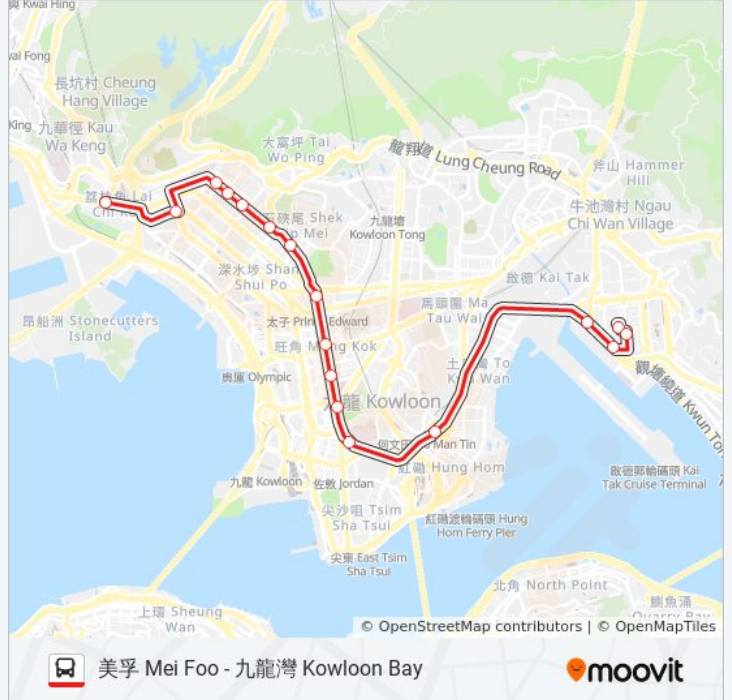 Kwai Hing
wai Fong
長坑村 Cheung
Hang Village
King
九華徑 Kau
Wa Keng
大窩坪 Tai
Wo Ping
龍翔道 Lung Cheung Road
斧山 Hammer
Hill
牛池灣村 Ngau
Chi Wan Village
荔枝角 Lai
石硤尾 Shek
Mei
九龍塘
Kowloon Tong
深水埗 Sham
Shui Po
啟德 Kai Tak
馬頭圍 Ma
Tau Wai
昂船洲 Stonecutters
Island
太子 Prince Edward
旺角 Mong Kok
To
Kwa Wan
奧運 Olympic
九龍 Kowloon
觀塘繞道 Kwun Ton
何文田 Ho Man Tin
紅磡 Hung Hom
九龍 Kowloon
佐敦 Jordan
啟德郵輪碼頭 Kai
Tak Cruise Terminal
尖沙咀 Tsim
Sha Tsui
紅磡渡輪碼頭 Hung
Hom Ferry Pier
尖東 East Tsim
Sha Tsui
北角 North Point
上環 Sheung
Wan
鰂魚涌
Quarry Bay
© OpenStreetMap contributors | © OpenMapTiles
美孚 Mei Foo - 九龍灣 Kowloon Bay
moovit